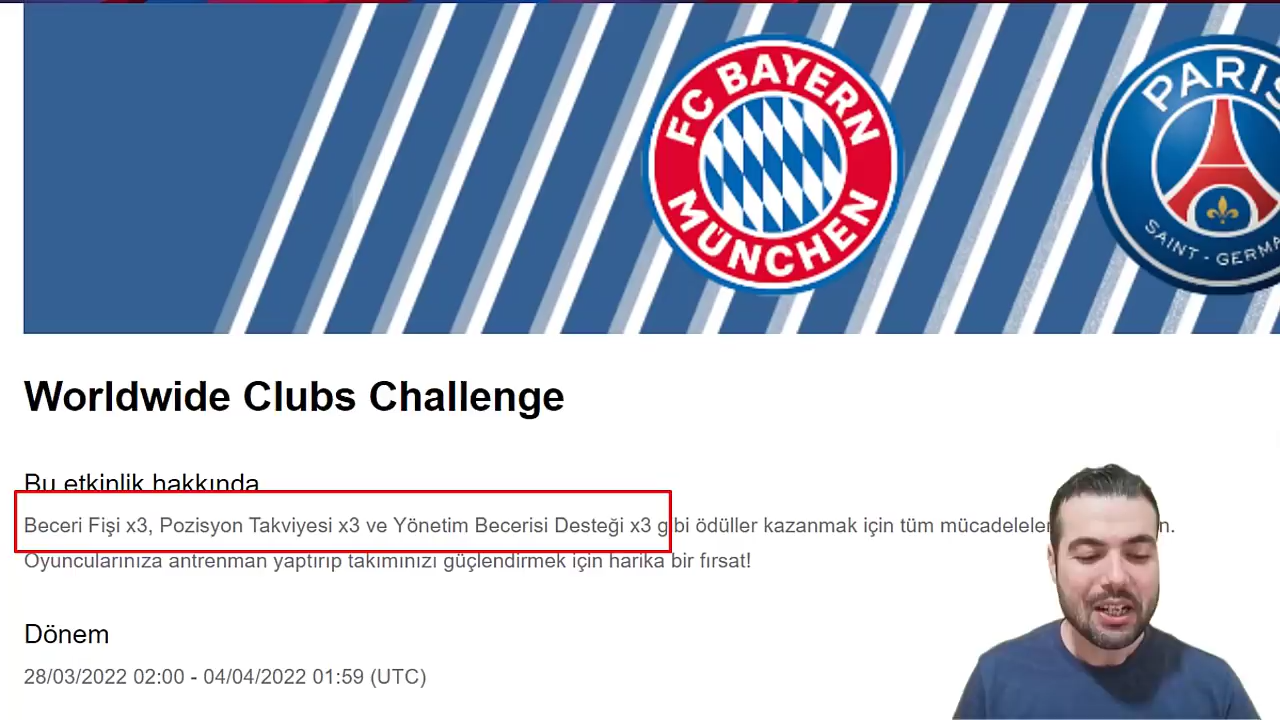 FC BAYERN
MÜNCHEN
PARIS
SAINT - GERMA
Worldwide Clubs Challenge
Bu etkinlik hakkında
Beceri Fişi x3, Pozisyon Takviyesi x3 ve Yönetim Becerisi Desteği x3 gibi ödüller kazanmak için tüm
Oyuncularınıza antrenman yaptırıp takımınızı güçlendirmek için harika bir fırsat!
Dönem
28/03/2022 02:00 - 04/04/2022 01:59 (UTC)